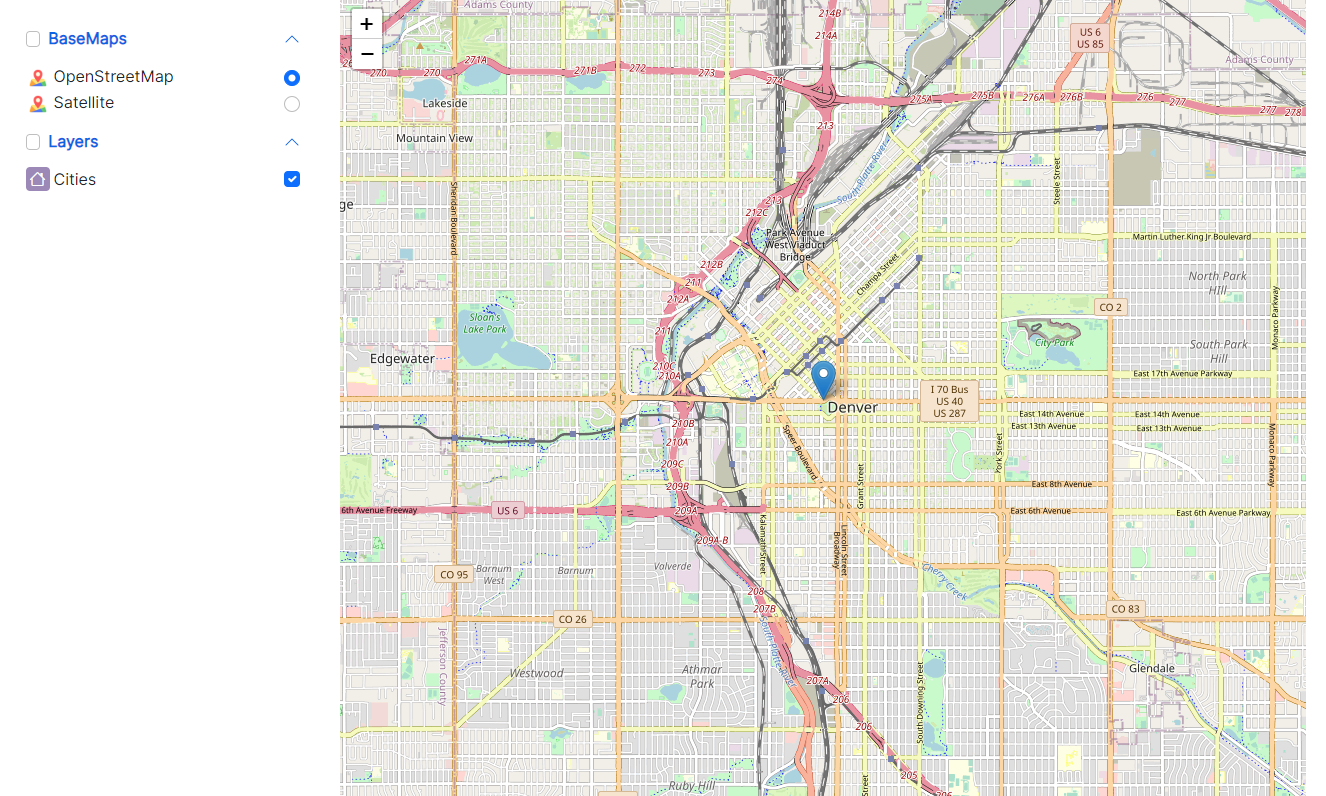 BaseMaps
OpenStreetMap
Satellite
Layers
Cities
+
−
Adams County
214B
214A
US 6
US 85
Adams County
270
270
271A
271B
272
273
274
275A
275B
276A
276B
276
277
277
278
Lakeside
Mountain View
213
South Platte River
Steele Street
Sheridan Boulevard
ge
213
212C
Park Avenue
West Viaduct
Bridge
Martin Luther King Jr Boulevard
212B
211
212A
Champa Street
North Park
Hill
CO 2
Monaco Parkway
Sloan's
Lake Park
211
City Park
South Park
Hill
Edgewater
210C
210A
East 17th Avenue Parkway
I 70 Bus
US 40
US 287
Denver
East 14th Avenue
East 14th Avenue
East 13th Avenue
East 13th Avenue
210B
210A
Speer Boulevard
York Street
Monaco Parkway
209C
209B
Grant Street
East 8th Avenue
6th Avenue Freeway
US 6
209A
East 6th Avenue
East 6th Avenue Parkway
Kalamath Street
Lincoln Street
Broadway
209A-B
Valverde
Barnum
West
Barnum
CO 95
Cherry Creek
208
207B
CO 26
CO 83
South Platte River
Jefferson County
Westwood
Athmar
Park
Glendale
207A
206
South Downing Street
206
205
Ruby Hill
Street
206